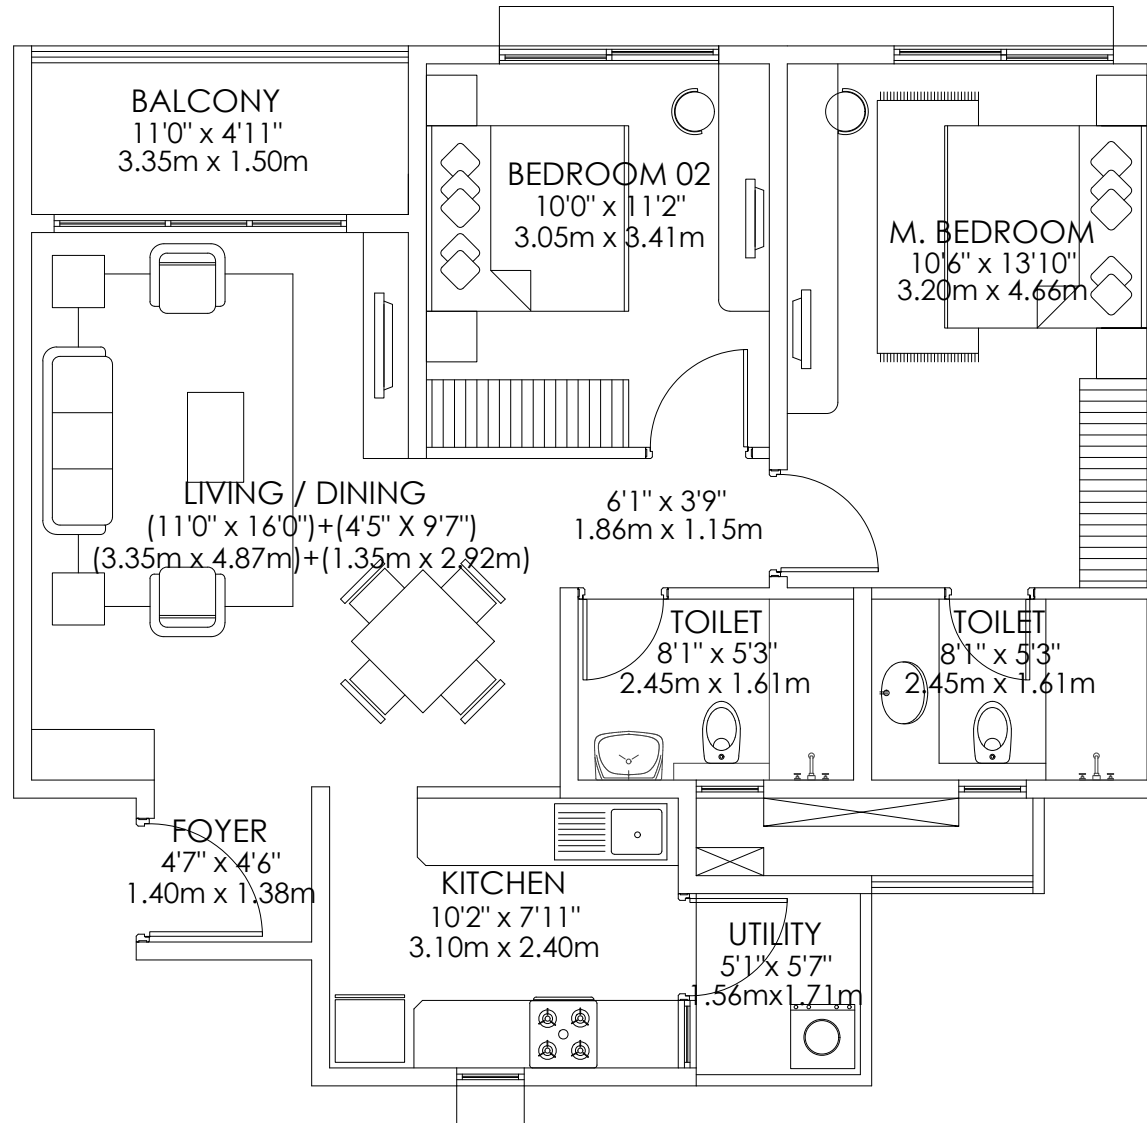 BALCONY
11'0" x 4'11"
3.35m x 1.50m
BEDROOM 02
10'0" x 11'2"
3.05m x 3.41m
M. BEDROOM
10'6" x 13'10"
3.20m x 4.66m
LIVING / DINING
(11'0" x 16'0")+(4'5" X 9'7")
(3.35m x 4.87m)+(1.35m x 2.92m)
6'1" x 3'9"
1.86m x 1.15m
TOILET
8'1" x 5'3"
2.45m x 1.61m
TOILET
8'1" x 5'3"
2.45m x 1.61m
FOYER
4'7" x 4'6"
1.40m x 1.38m
KITCHEN
10'2" x 7'11"
3.10m x 2.40m
UTILITY
5'1"x 5'7"
1.56mx1.71m